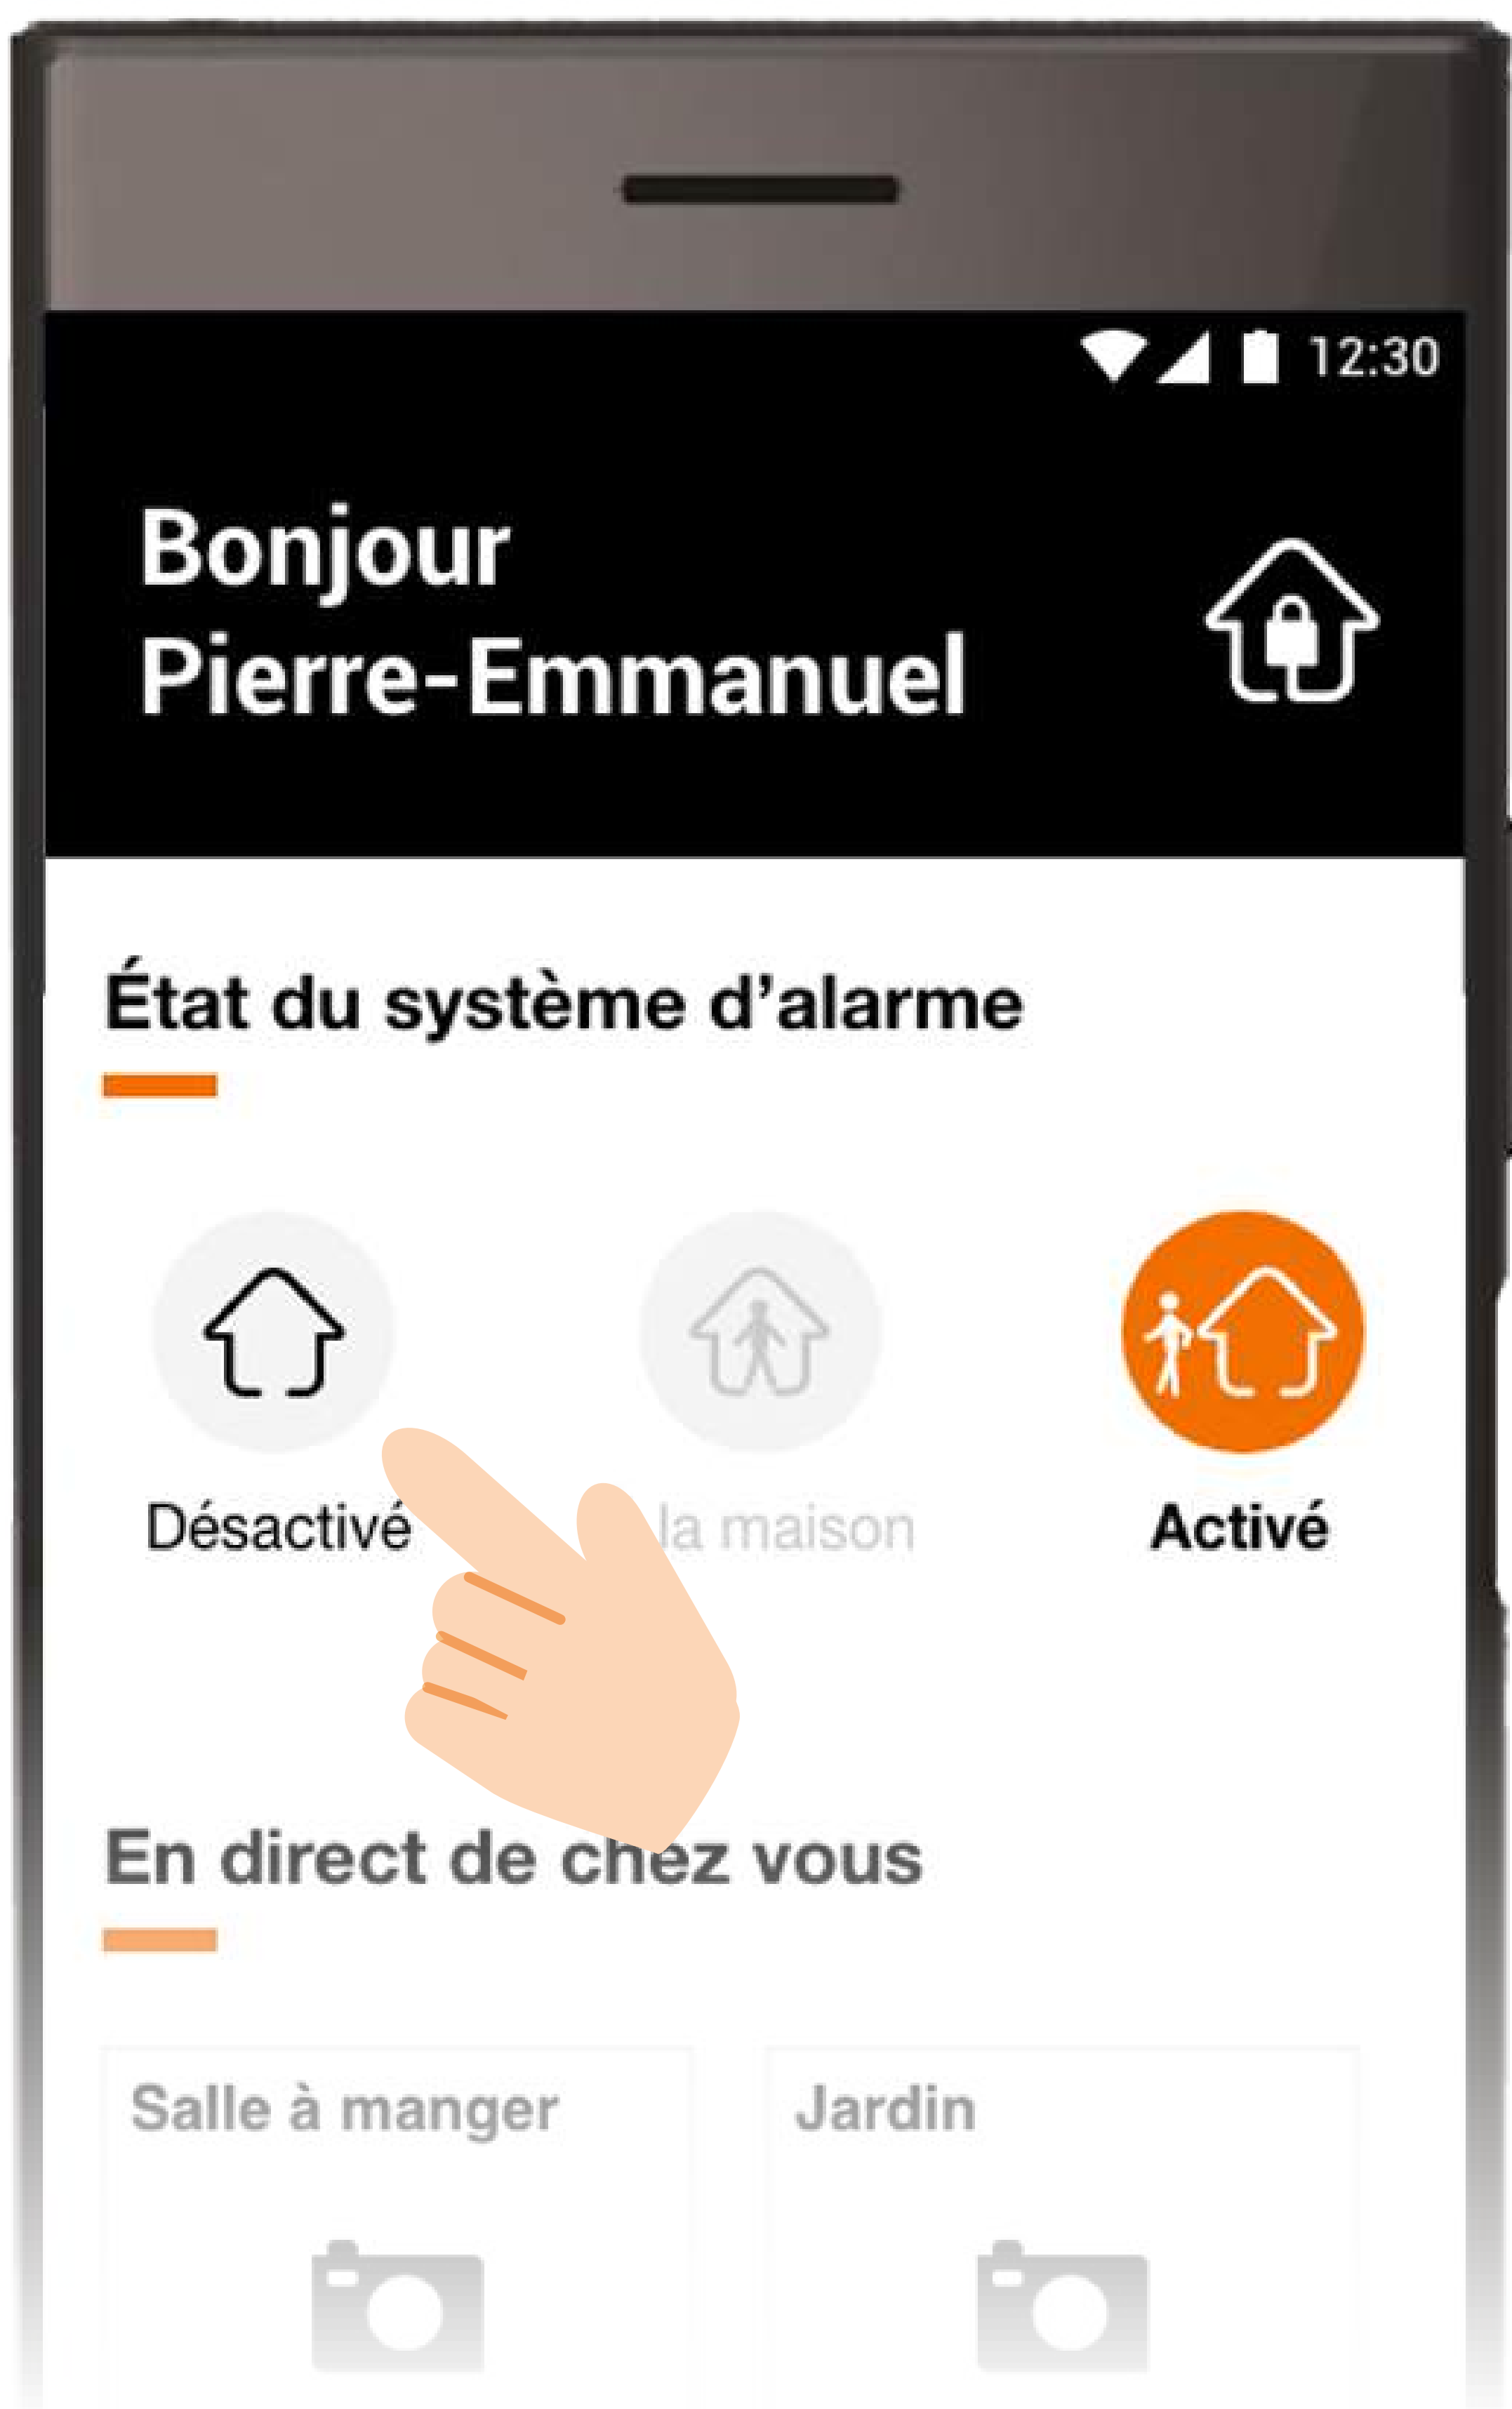 12:30
Bonjour
Pierre-Emmanuel
État du système d’alarme
Désactivé
la maison
Activé
En direct de chez vous
Salle à manger
Jardin